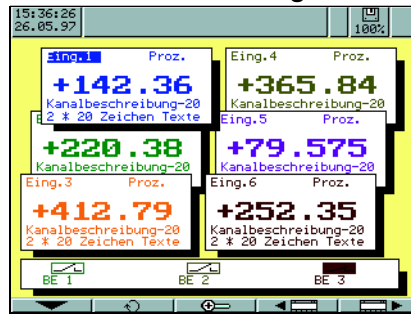 15:36:26
26.05.97
100%
Eing.1 Proz.
+142.36
Kanalbeschreibung-20
2 * 20 Zeichen Texte
Eing.4 Proz.
+365.84
Kanalbeschreibung-20
+220.38
Kanalbeschreibung-20
Eing.5 Proz.
+79.575
Kanalbeschreibung-20
Eing.3 Proz.
+412.79
Kanalbeschreibung-20
2 * 20 Zeichen Texte
Eing.6 Proz.
+252.35
Kanalbeschreibung-20
2 * 20 Zeichen Texte
BE 1 BE 2 BE 3